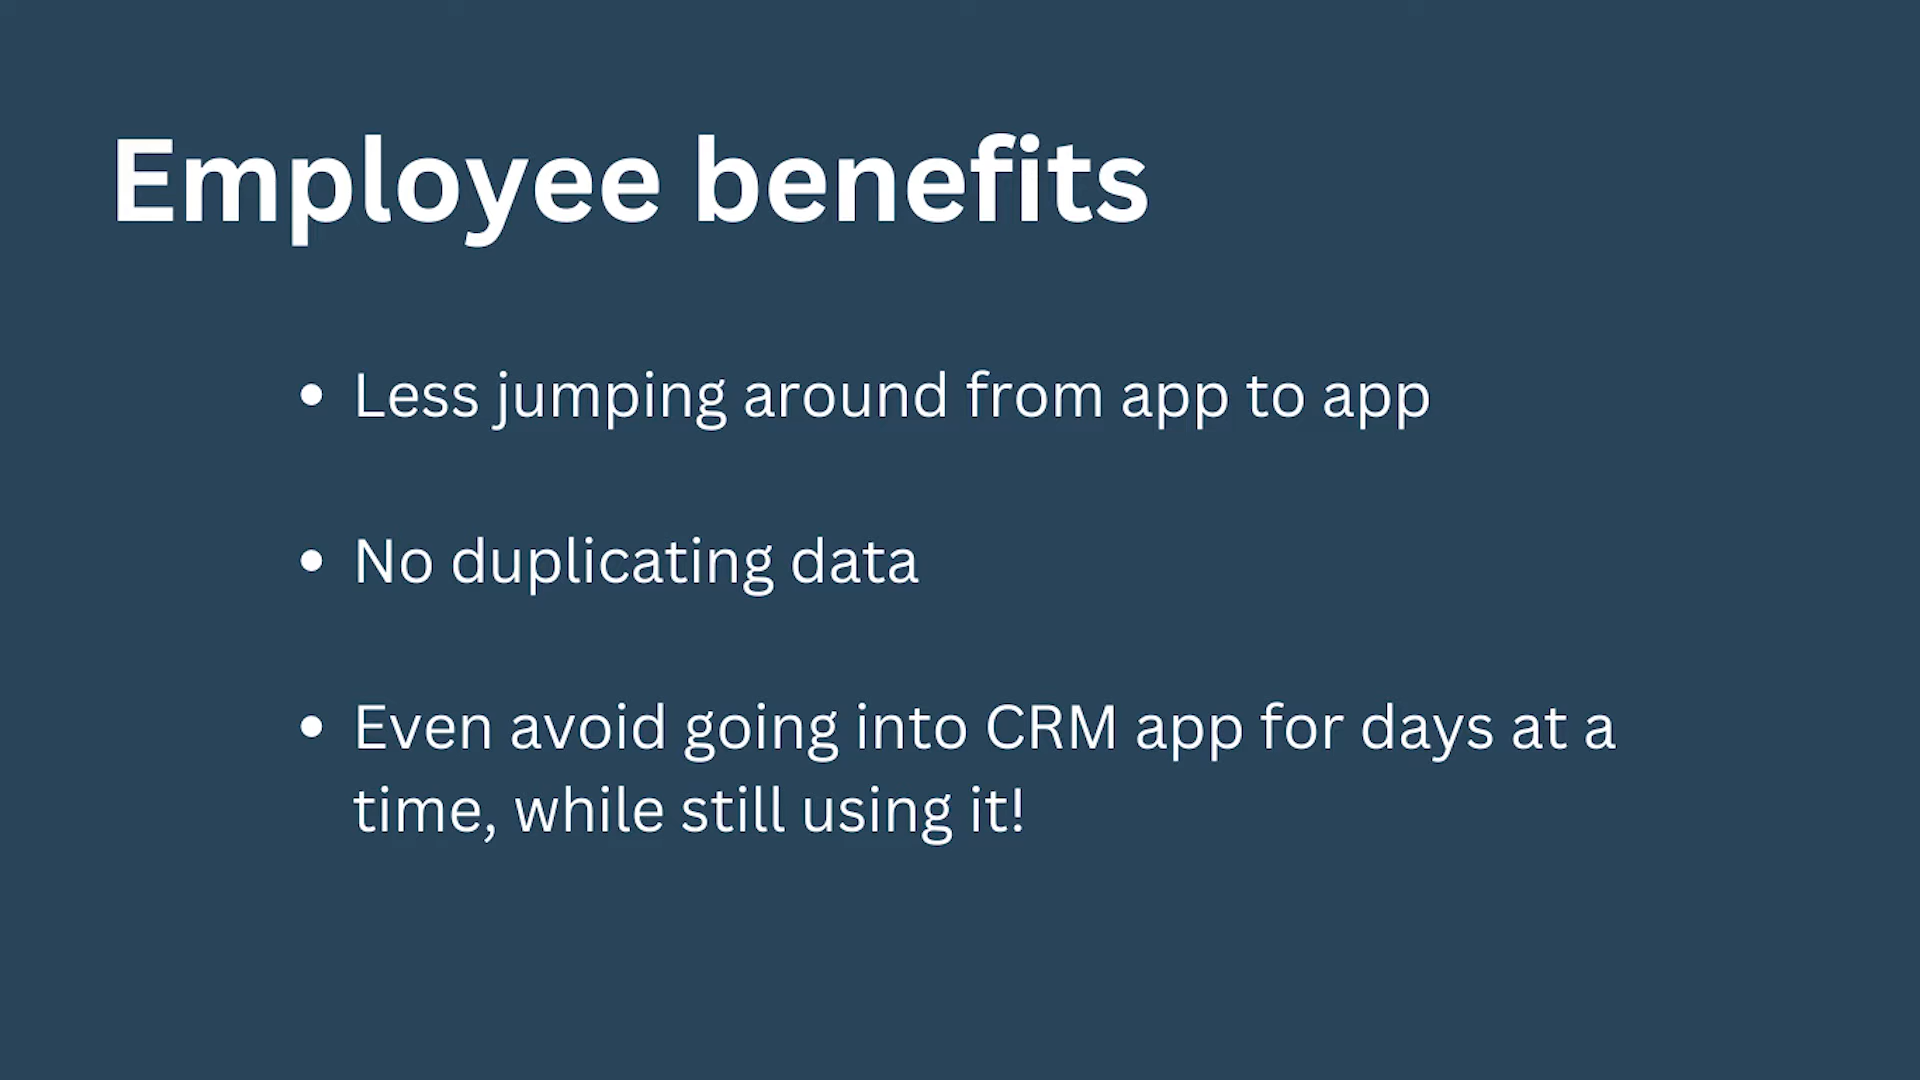 Employee benefits
• Less jumping around from app to app
• No duplicating data
• Even avoid going into CRM app for days at a
time, while still using it!